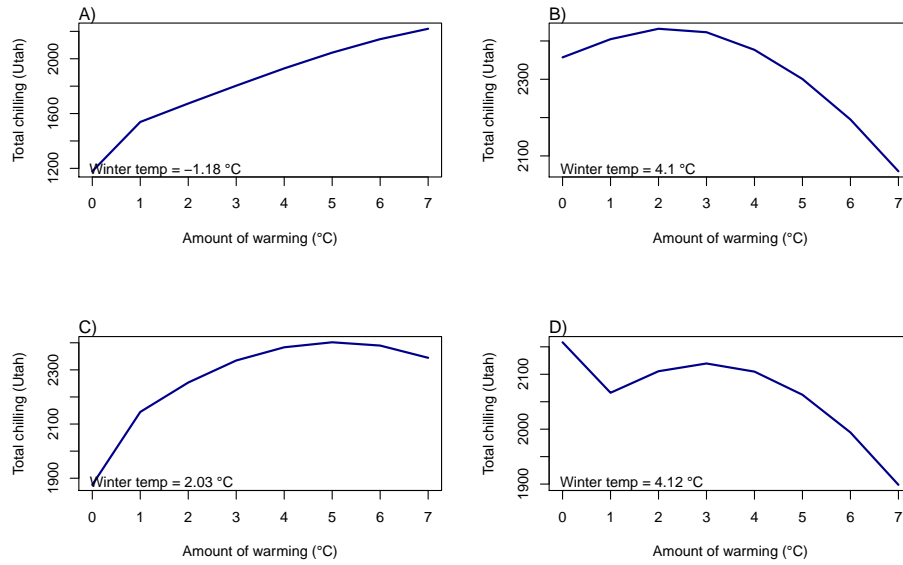 A)
Total chilling (Utah)
1200 1600 2000
Winter temp = −1.18 °C
0 1 2 3 4 5 6 7
Amount of warming (°C)
B)
Total chilling (Utah)
2100 2300
Winter temp = 4.1 °C
0 1 2 3 4 5 6 7
Amount of warming (°C)
C)
Total chilling (Utah)
1900 2100 2300
Winter temp = 2.03 °C
0 1 2 3 4 5 6 7
Amount of warming (°C)
D)
Total chilling (Utah)
1900 2000 2100
Winter temp = 4.12 °C
0 1 2 3 4 5 6 7
Amount of warming (°C)